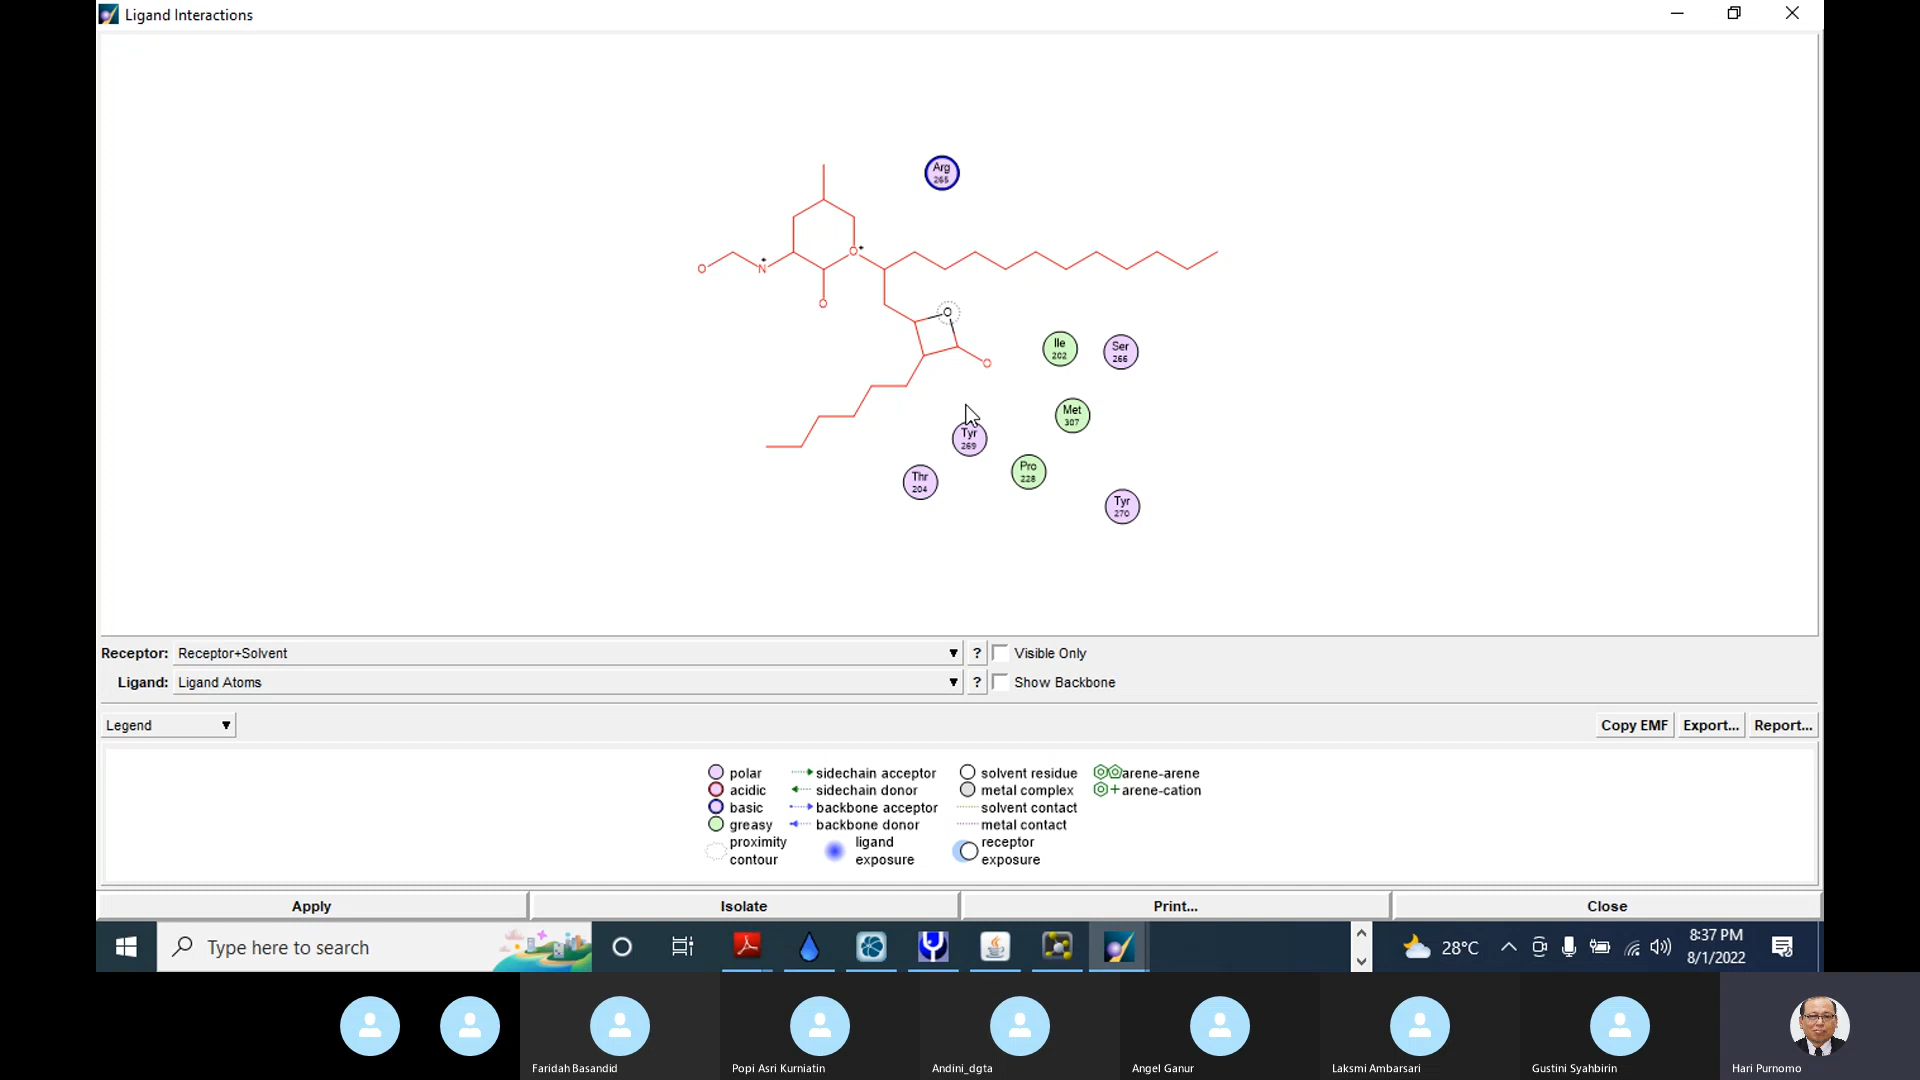 Ligand Interactions
Arg
265
O
N
O
O
O
O
Ile
202
Ser
266
Met
307
Tyr
269
Pro
228
Thr
204
Tyr
270
Receptor: Receptor+Solvent ? Visible Only
Ligand: Ligand Atoms ? Show Backbone
Legend Copy EMF Export... Report...
polar sidechain acceptor solvent residue arene-arene
acidic sidechain donor metal complex arene-cation
basic backbone acceptor solvent contact
greasy backbone donor metal contact
proximity contour ligand exposure receptor exposure
Apply Isolate Print... Close
Type here to search 28°C 8:37 PM
8/1/2022
Faridah Basandid Popi Asri Kurniatin Andini_dgta Angel Ganur Laksmi Ambarsari Gustini Syahbirin Hari Purnomo